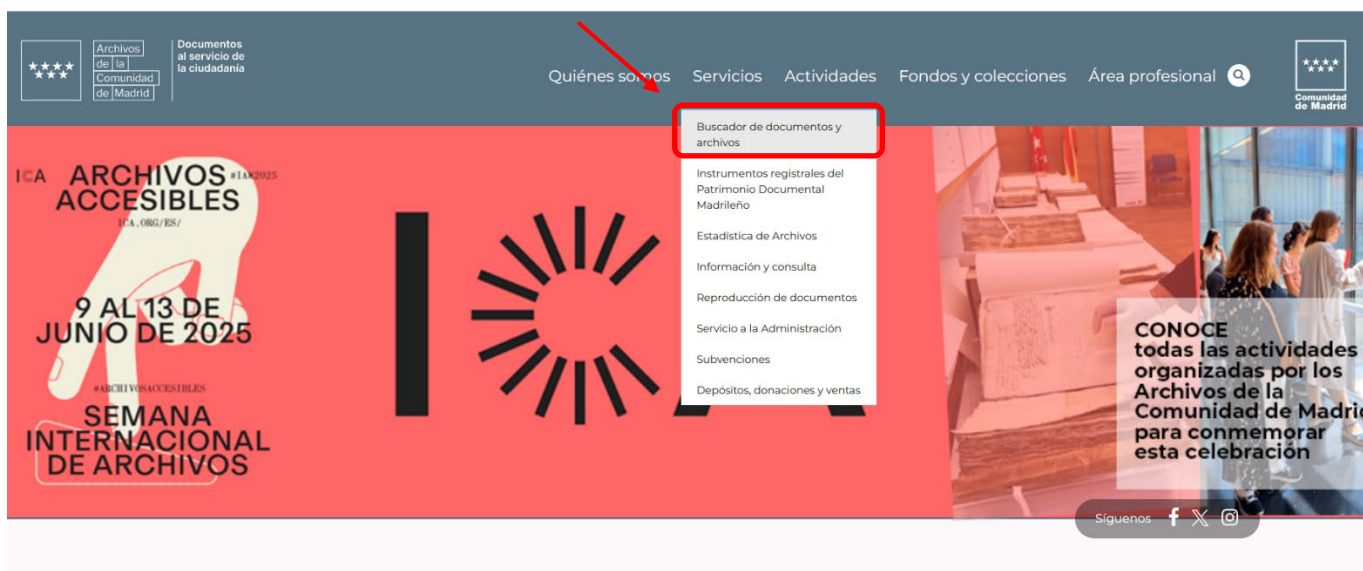 Archivos
de la
Comunidad
de Madrid
Documentos
al servicio de
la ciudadanía
Quiénes somos Servicios Actividades Fondos y colecciones Área profesional
Comunidad
de Madrid
Buscador de documentos y
archivos
Instrumentos registrales del
Patrimonio Documental
Madrileño
Estadística de Archivos
Información y consulta
Reproducción de documentos
Servicio a la Administración
Subvenciones
Depósitos, donaciones y ventas
ICA ARCHIVOS #IAW2025
ACCESIBLES
ICA.ORG/ES/
9 AL 13 DE
JUNIO DE 2025
#ARCHIVOSACCESIBLES
SEMANA
INTERNACIONAL
DE ARCHIVOS
ICA
CONOCE
todas las actividades
organizadas por los
Archivos de la
Comunidad de Madrid
para conmemorar
esta celebración
Síguenos